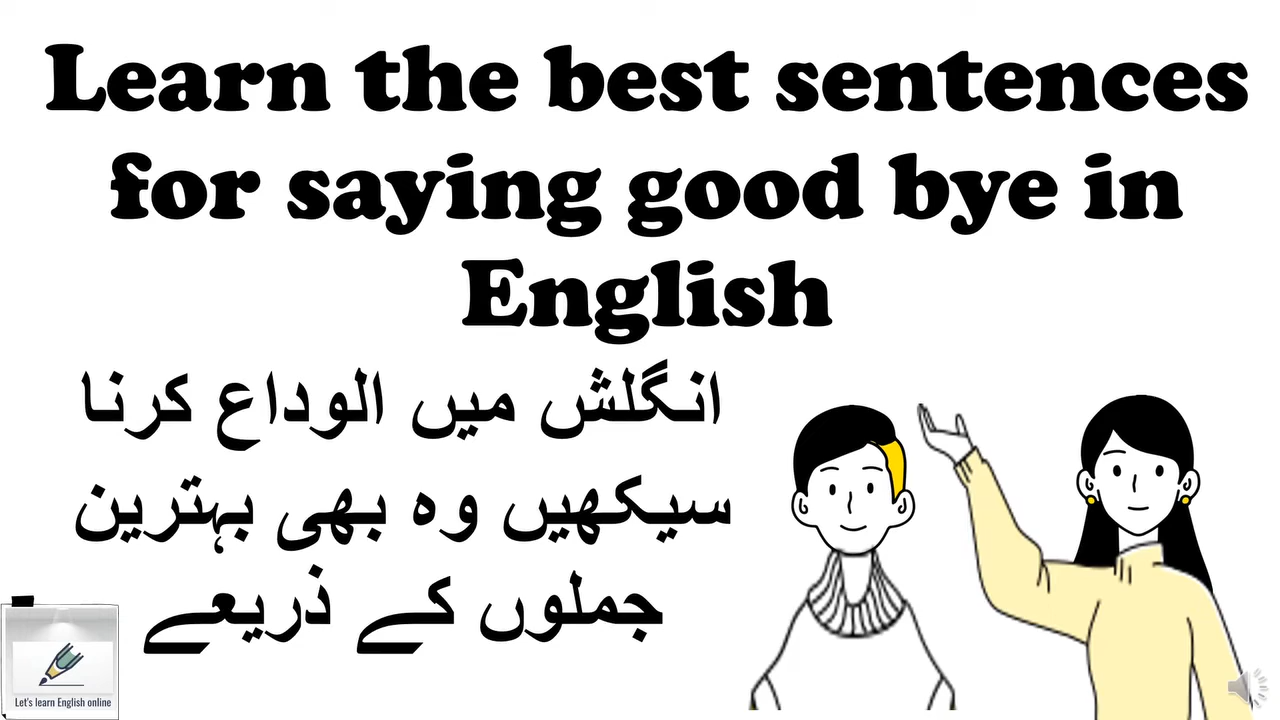 Learn the best sentences
for saying good bye in
English
انگلش میں الوداع کرنا
سیکھیں وہ بھی بہترین
جملوں کے ذریعے
Let's learn English online